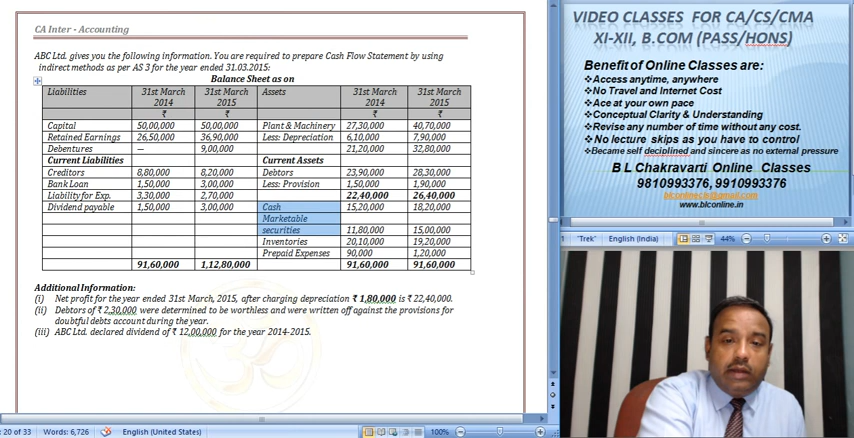 CA Inter - Accounting
ABC Ltd. gives you the following information. You are required to prepare Cash Flow Statement by using
indirect methods as per AS 3 for the year ended 31.03.2015:
Balance Sheet as on
Liabilities 31st March 2014 31st March 2015 Assets 31st March 2014 31st March 2015
₹ ₹ ₹ ₹
Capital 50,00,000 50,00,000 Plant & Machinery 27,30,000 40,70,000
Retained Earnings 26,50,000 36,90,000 Less: Depreciation 6,10,000 7,90,000
Debentures — 9,00,000 21,20,000 32,80,000
Current Liabilities Current Assets
Creditors 8,80,000 8,20,000 Debtors 23,90,000 28,30,000
Bank Loan 1,50,000 3,00,000 Less: Provision 1,50,000 1,90,000
Liability for Exp. 3,30,000 2,70,000 22,40,000 26,40,000
Dividend payable 1,50,000 3,00,000 Cash 15,20,000 18,20,000
Marketable
securities 11,80,000 15,00,000
Inventories 20,10,000 19,20,000
Prepaid Expenses 90,000 1,20,000
91,60,000 1,12,80,000 91,60,000 91,60,000
Additional Information:
(i) Net profit for the year ended 31st March, 2015, after charging depreciation ₹ 1,80,000 is ₹ 22,40,000.
(ii) Debtors of ₹ 2,30,000 were determined to be worthless and were written off against the provisions for
doubtful debts account during the year.
(iii) ABC Ltd. declared dividend of ₹ 12,00,000 for the year 2014-2015.
: 20 of 33 Words: 6,726 English (United States) 100%
VIDEO CLASSES FOR CA/CS/CMA
XI-XII, B.COM (PASS/HONS)
Benefit of Online Classes are:
❖Access anytime, anywhere
❖No Travel and Internet Cost
❖Ace at your own pace
❖Conceptual Clarity & Understanding
❖Revise any number of time without any cost.
❖No lecture skips as you have to control
❖Became self deciplined and sincere as no external pressure
B L Chakravarti Online Classes
9810993376, 9910993376
www.blconline.in
1 "Trek" English (India) 44%